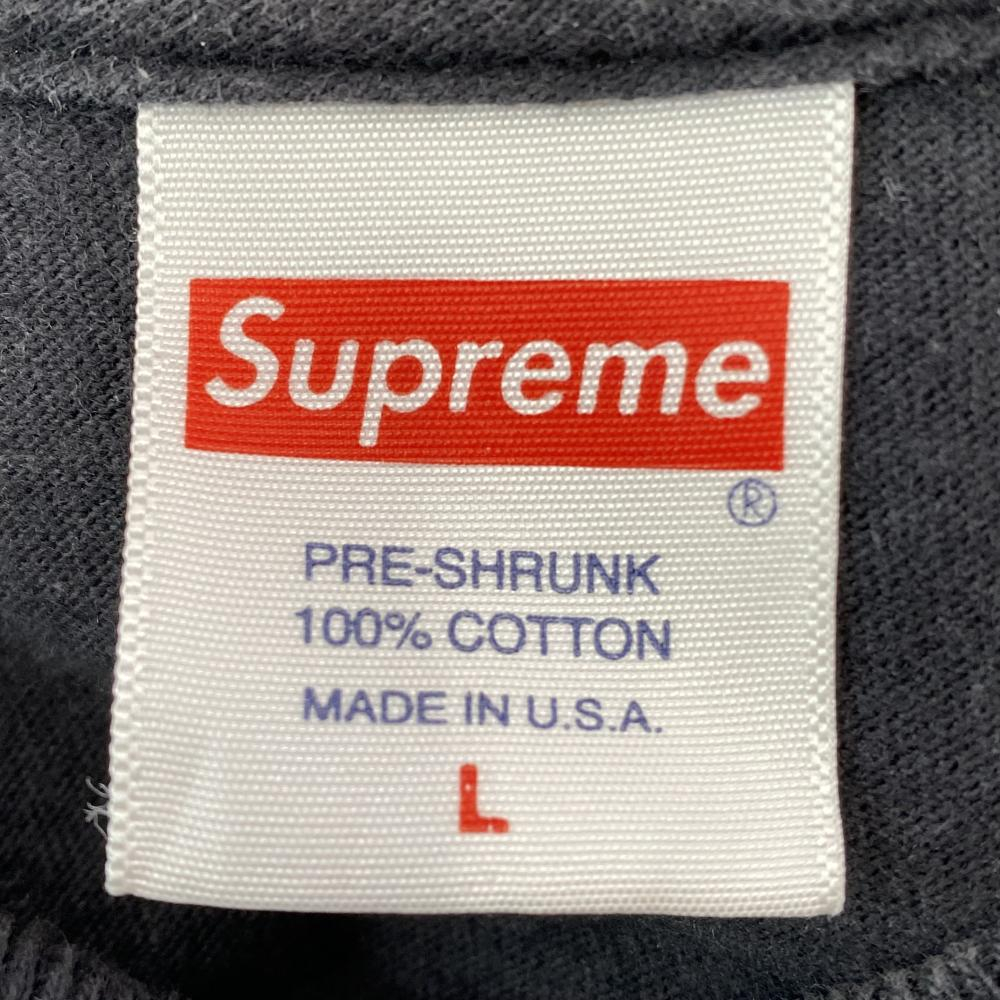 Supreme
®
PRE-SHRUNK
100% COTTON
MADE IN U.S.A.
L